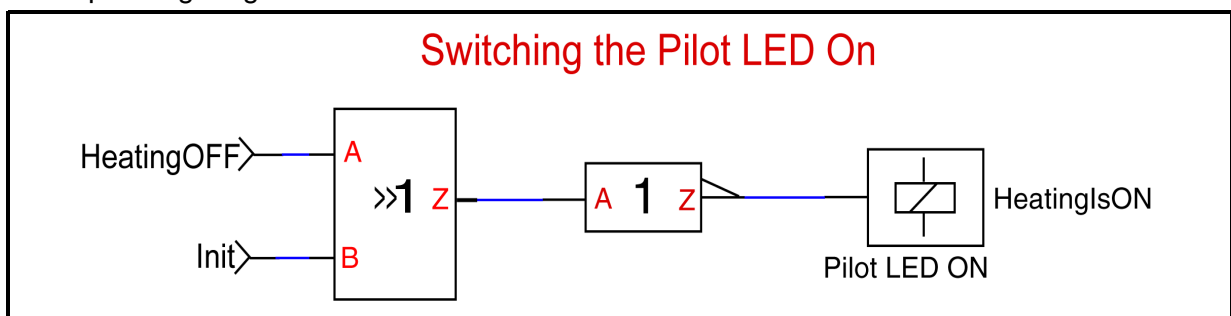 Switching the Pilot LED On
HeatingOFF
A
»1
Z
A
1
Z
HeatingIsON
Init
B
Pilot LED ON